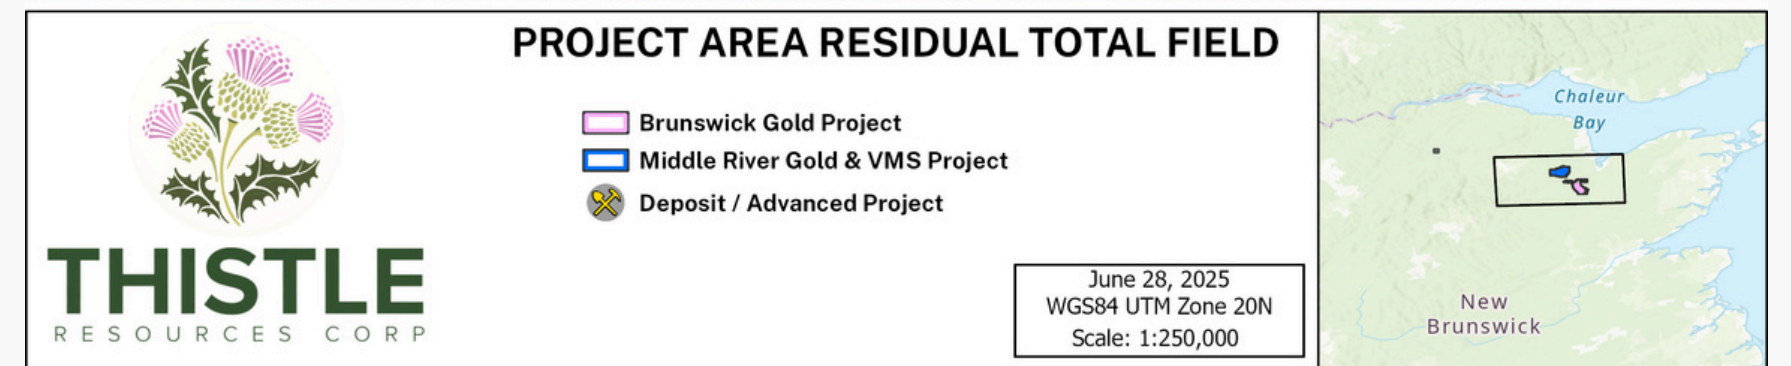 THISTLE
RESOURCES CORP
PROJECT AREA RESIDUAL TOTAL FIELD
Brunswick Gold Project
Middle River Gold & VMS Project
Deposit / Advanced Project
June 28, 2025
WGS84 UTM Zone 20N
Scale: 1:250,000
Chaleur
Bay
New
Brunswick